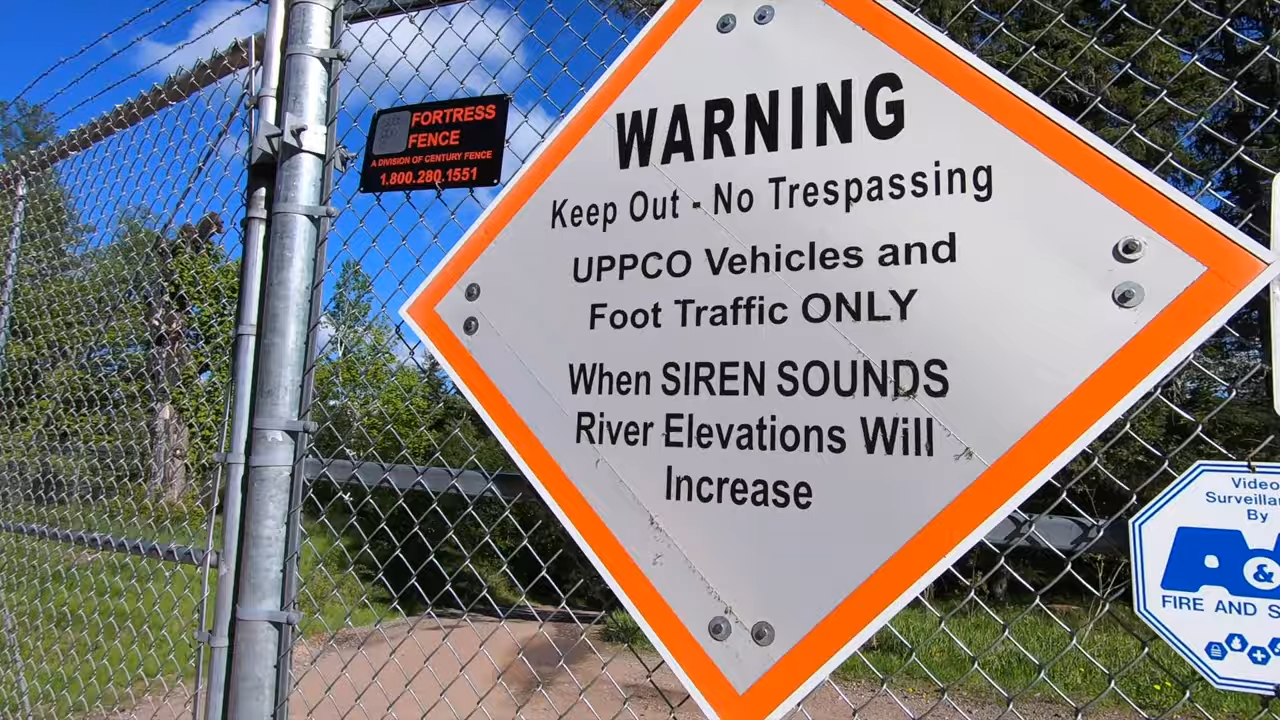 FORTRESS
FENCE
A DIVISION OF CENTURY FENCE
1.800.280.1551
WARNING
Keep Out - No Trespassing
UPPCO Vehicles and
Foot Traffic ONLY
When SIREN SOUNDS
River Elevations Will
Increase
Video
Surveilla
By
A&
FIRE AND S